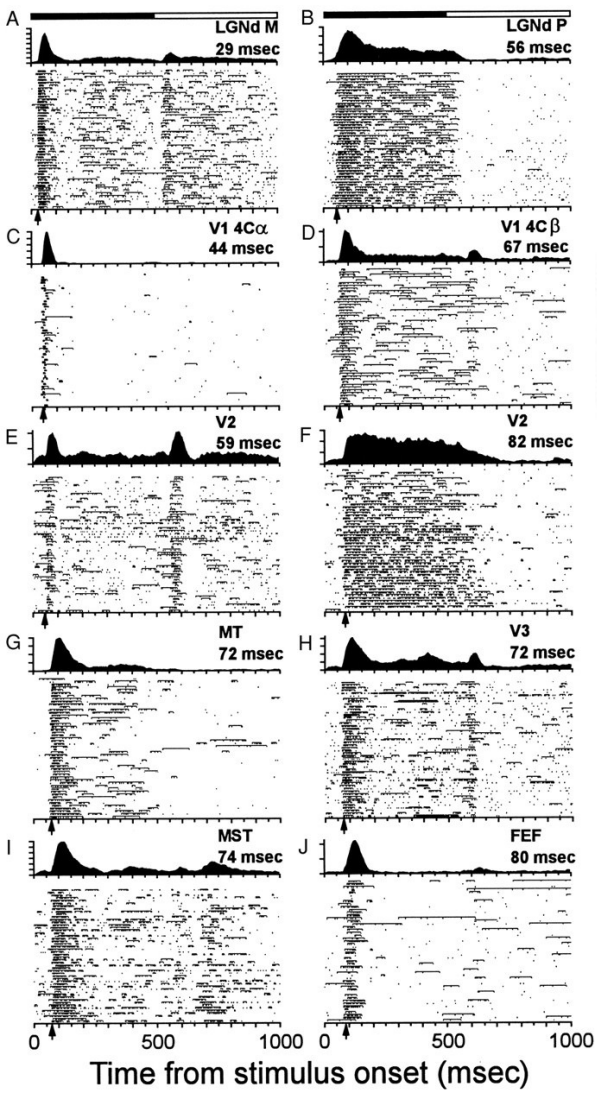 A
LGNd M
29 msec
B
LGNd P
56 msec
C
V1 4Cα
44 msec
D
V1 4Cβ
67 msec
E
V2
59 msec
F
V2
82 msec
G
MT
72 msec
H
V3
72 msec
I
MST
74 msec
J
FEF
80 msec
0 500 1000
0 500 1000
Time from stimulus onset (msec)